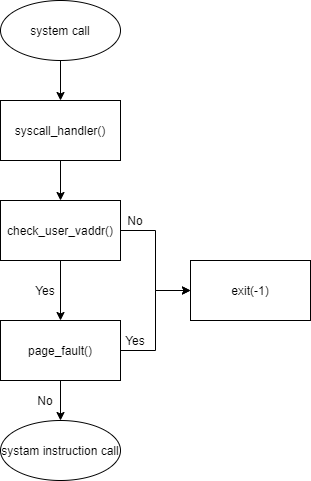 system call
syscall_handler()
check_user_vaddr()
No
Yes
exit(-1)
page_fault()
Yes
No
systam instruction call